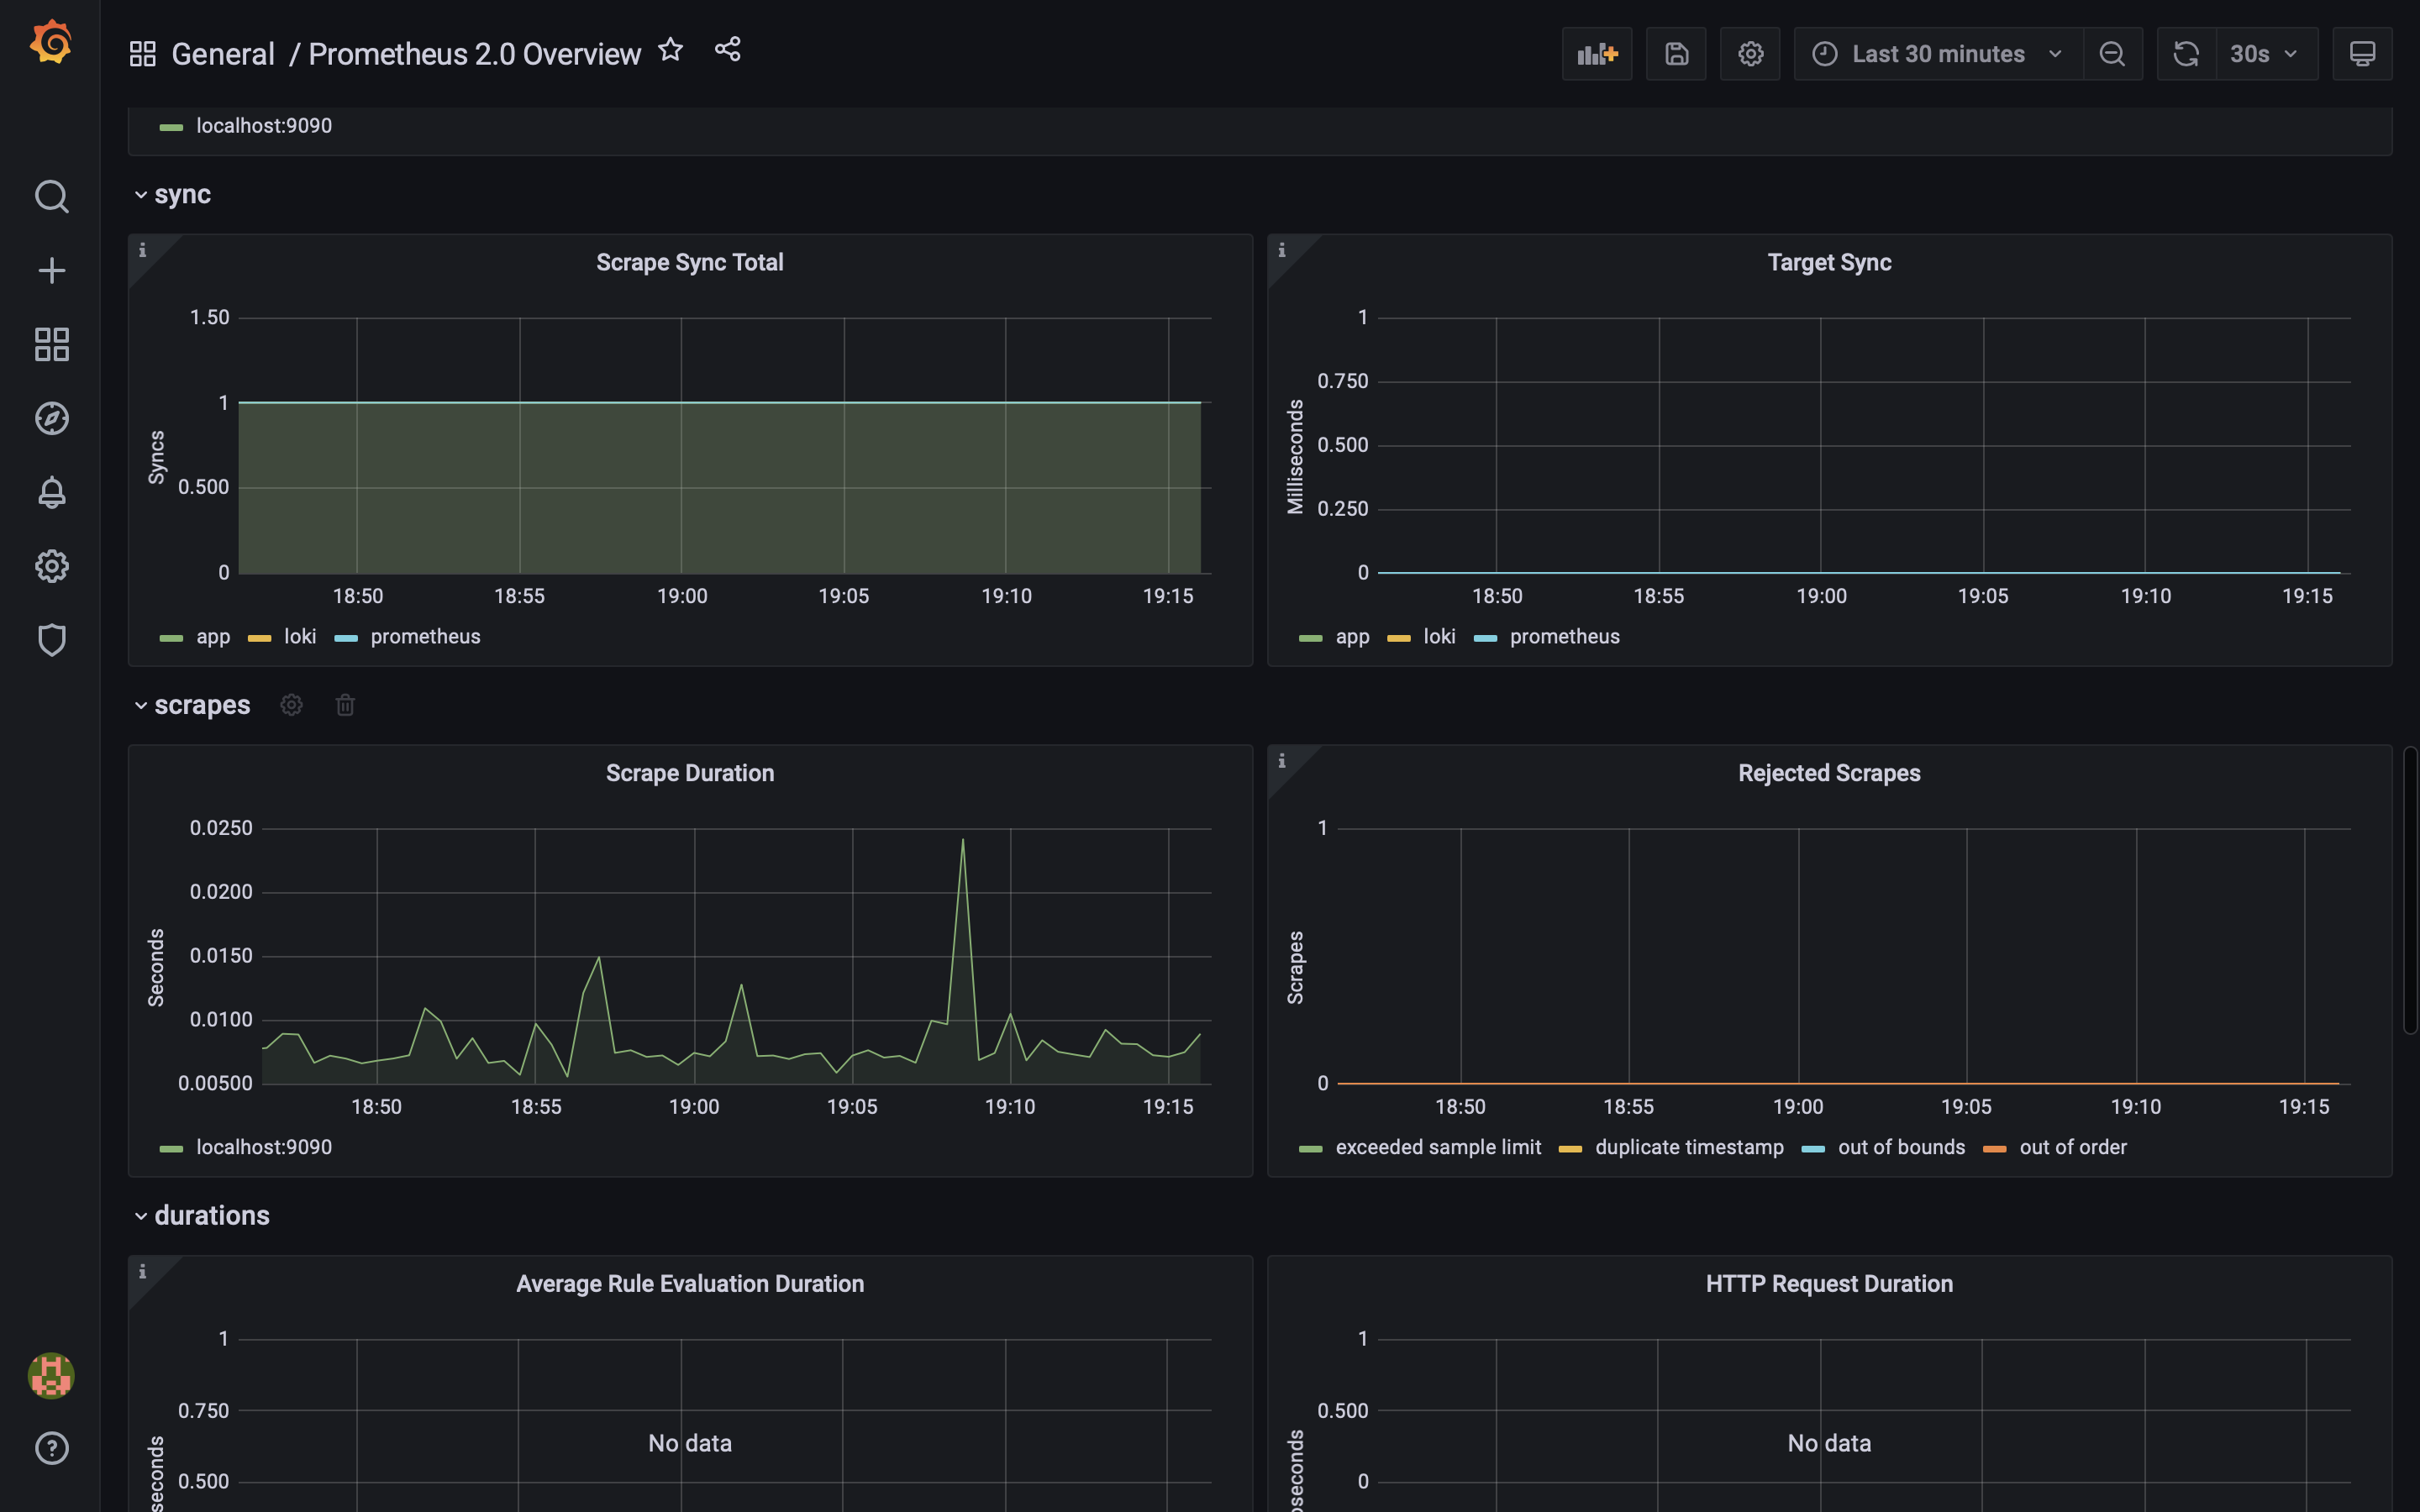 General / Prometheus 2.0 Overview
Last 30 minutes
30s
localhost:9090
sync
i
Scrape Sync Total
Syncs
1.50
1
0.500
0
18:50 18:55 19:00 19:05 19:10 19:15
app loki prometheus
i
Target Sync
Milliseconds
1
0.750
0.500
0.250
0
18:50 18:55 19:00 19:05 19:10 19:15
app loki prometheus
scrapes
Scrape Duration
Seconds
0.0250
0.0200
0.0150
0.0100
0.00500
18:50 18:55 19:00 19:05 19:10 19:15
localhost:9090
i
Rejected Scrapes
Scrapes
1
0
18:50 18:55 19:00 19:05 19:10 19:15
exceeded sample limit duplicate timestamp out of bounds out of order
durations
i
Average Rule Evaluation Duration
1
0.750
0.500
No data
HTTP Request Duration
1
0.500
0
No data
?